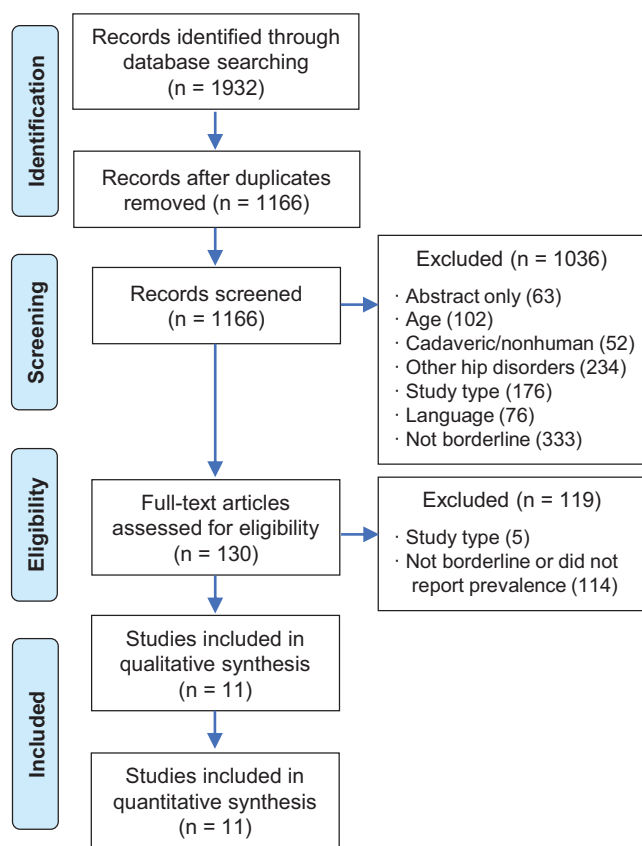 Identification
Records identified through
database searching
(n = 1932)
Records after duplicates
removed (n = 1166)
Screening
Records screened
(n = 1166)
Excluded (n = 1036)
· Abstract only (63)
· Age (102)
· Cadaveric/nonhuman (52)
· Other hip disorders (234)
· Study type (176)
· Language (76)
· Not borderline (333)
Eligibility
Full-text articles
assessed for eligibility
(n = 130)
Excluded (n = 119)
· Study type (5)
· Not borderline or did not
report prevalence (114)
Included
Studies included in
qualitative synthesis
(n = 11)
Studies included in
quantitative synthesis
(n = 11)